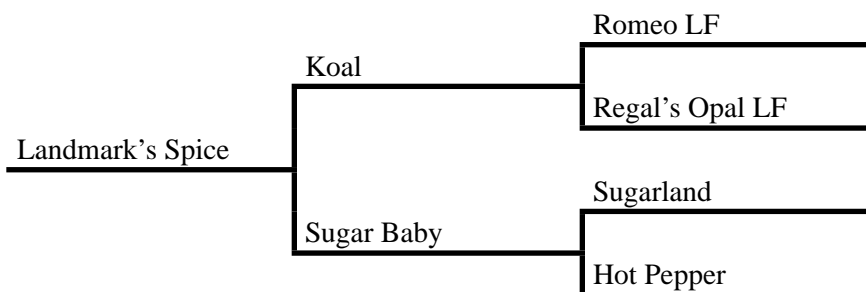 Romeo LF
Koal
Regal’s Opal LF
Landmark’s Spice
Sugarland
Sugar Baby
Hot Pepper